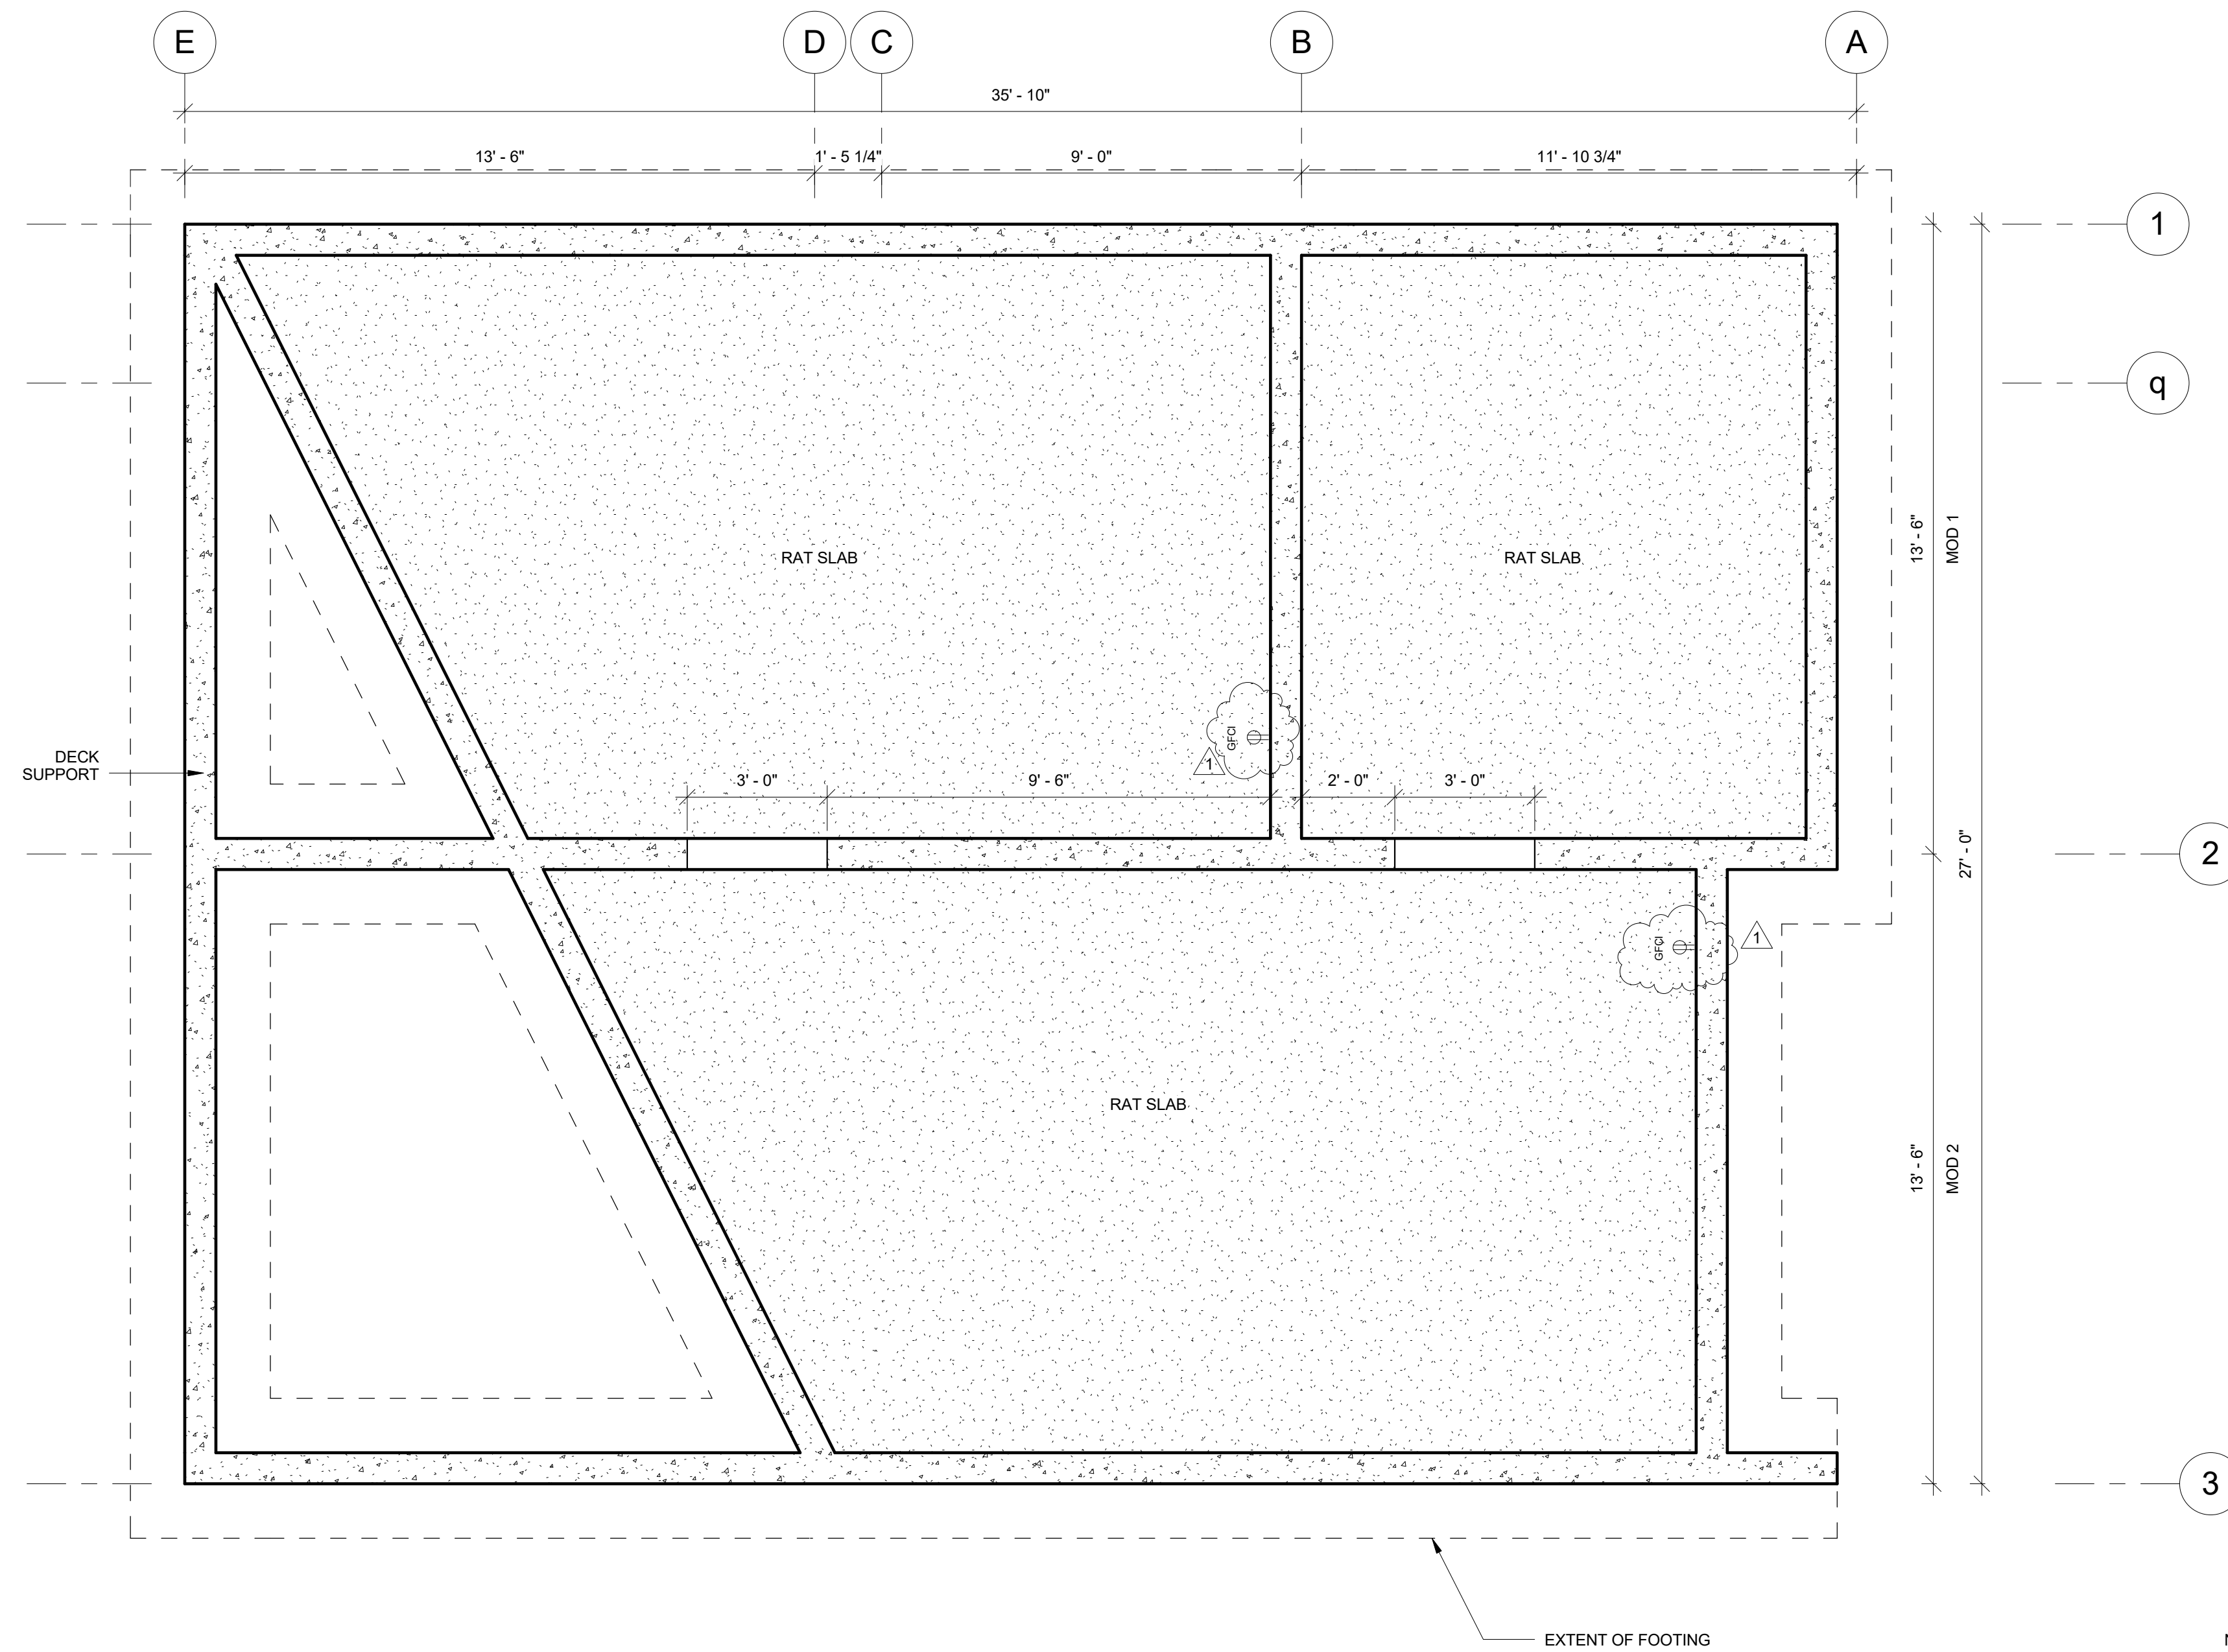 E
D
C
B
A
35' - 10"
13' - 6"
1' - 5 1/4"
9' - 0"
11' - 10 3/4"
1
q
RAT SLAB
RAT SLAB
13' - 6"
MOD 1
GFCI
1
DECK
SUPPORT
3' - 0"
9' - 6"
2' - 0"
3' - 0"
27' - 0"
2
GFCI
1
RAT SLAB
13' - 6"
MOD 2
3
EXTENT OF FOOTING